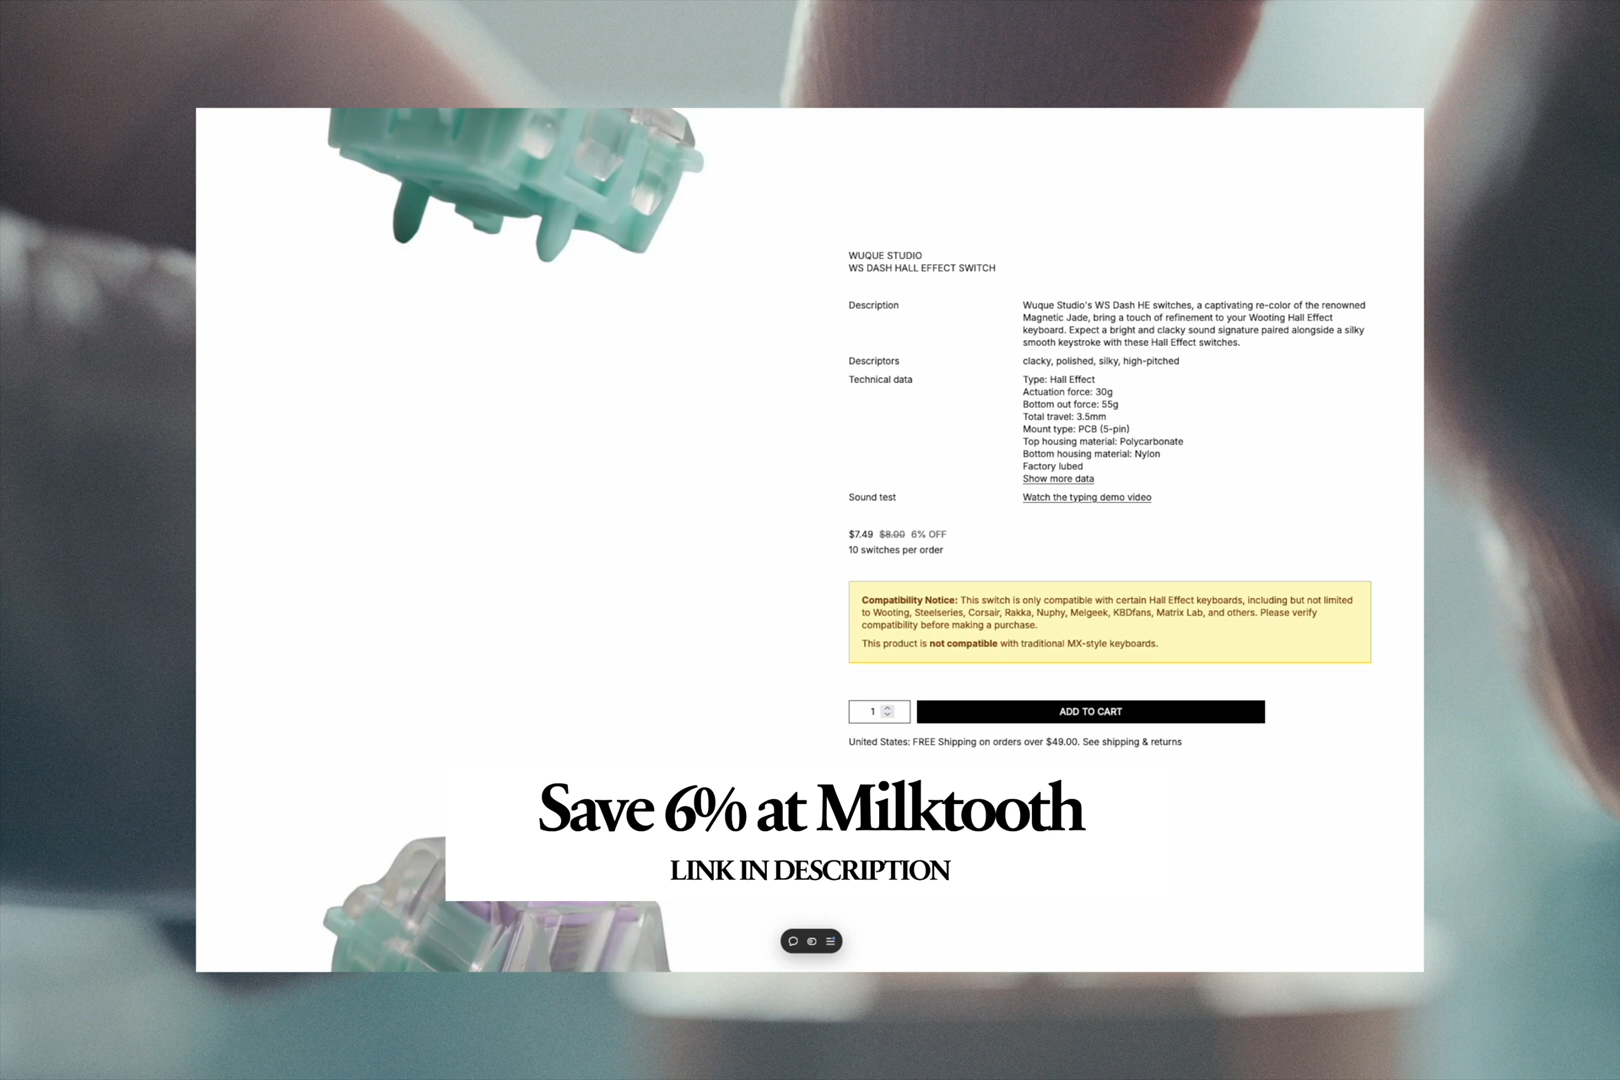 WUQUE STUDIO
WS DASH HALL EFFECT SWITCH
Description
Wuque Studio's WS Dash HE switches, a captivating re-color of the renowned
Magnetic Jade, bring a touch of refinement to your Wooting Hall Effect
keyboard. Expect a bright and clacky sound signature paired alongside a silky
smooth keystroke with these Hall Effect switches.
Descriptors
clacky, polished, silky, high-pitched
Technical data
Type: Hall Effect
Actuation force: 30g
Bottom out force: 55g
Total travel: 3.5mm
Mount type: PCB (5-pin)
Top housing material: Polycarbonate
Bottom housing material: Nylon
Factory lubed
Show more data
Sound test
Watch the typing demo video
$7.49 $8.00 6% OFF
10 switches per order
Compatibility Notice: This switch is only compatible with certain Hall Effect keyboards, including but not limited
to Wooting, Steelseries, Corsair, Rakka, Nuphy, Melgeek, KBDfans, Matrix Lab, and others. Please verify
compatibility before making a purchase.
This product is not compatible with traditional MX-style keyboards.
1
ADD TO CART
United States: FREE Shipping on orders over $49.00. See shipping & returns
Save 6% at Milktooth
LINK IN DESCRIPTION